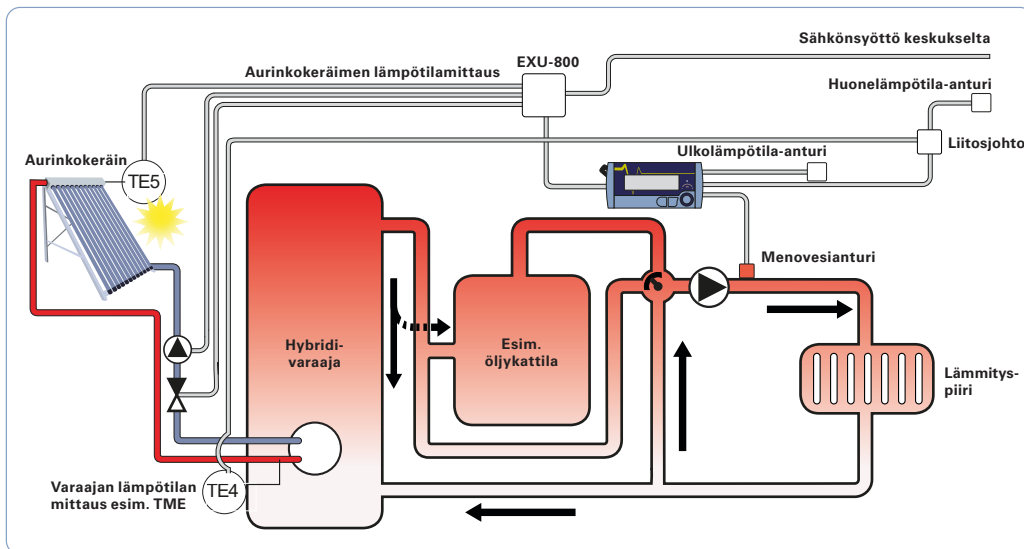 Sähkönsyöttö keskukselta
EXU-800
Aurinkokeräimen lämpötilamittaus
Huonelämpötila-anturi
Liitosjohto
Ulkolämpötila-anturi
Aurinkokeräin
TE5
Menovesianturi
Hybridi-
varaaja
Esim.
öljykattila
Lämmitys-
piiri
Varaajan lämpötilan
mittaus esim. TME
TE4